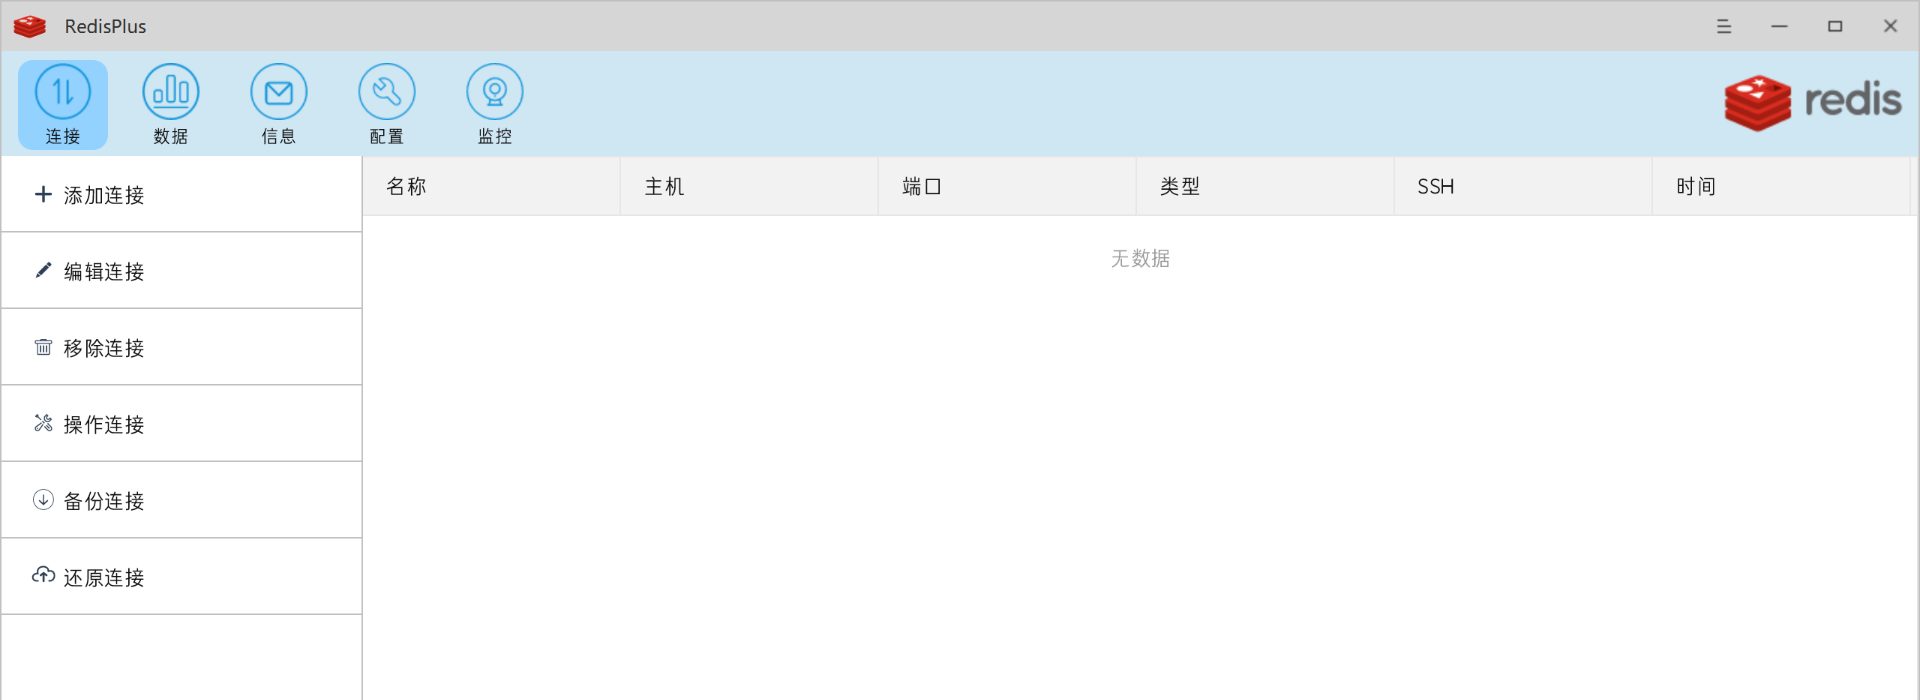 RedisPlus
连接 数据 信息 配置 监控
redis
名称 主机 端口 类型 SSH 时间
无数据
添加连接
编辑连接
移除连接
操作连接
备份连接
还原连接